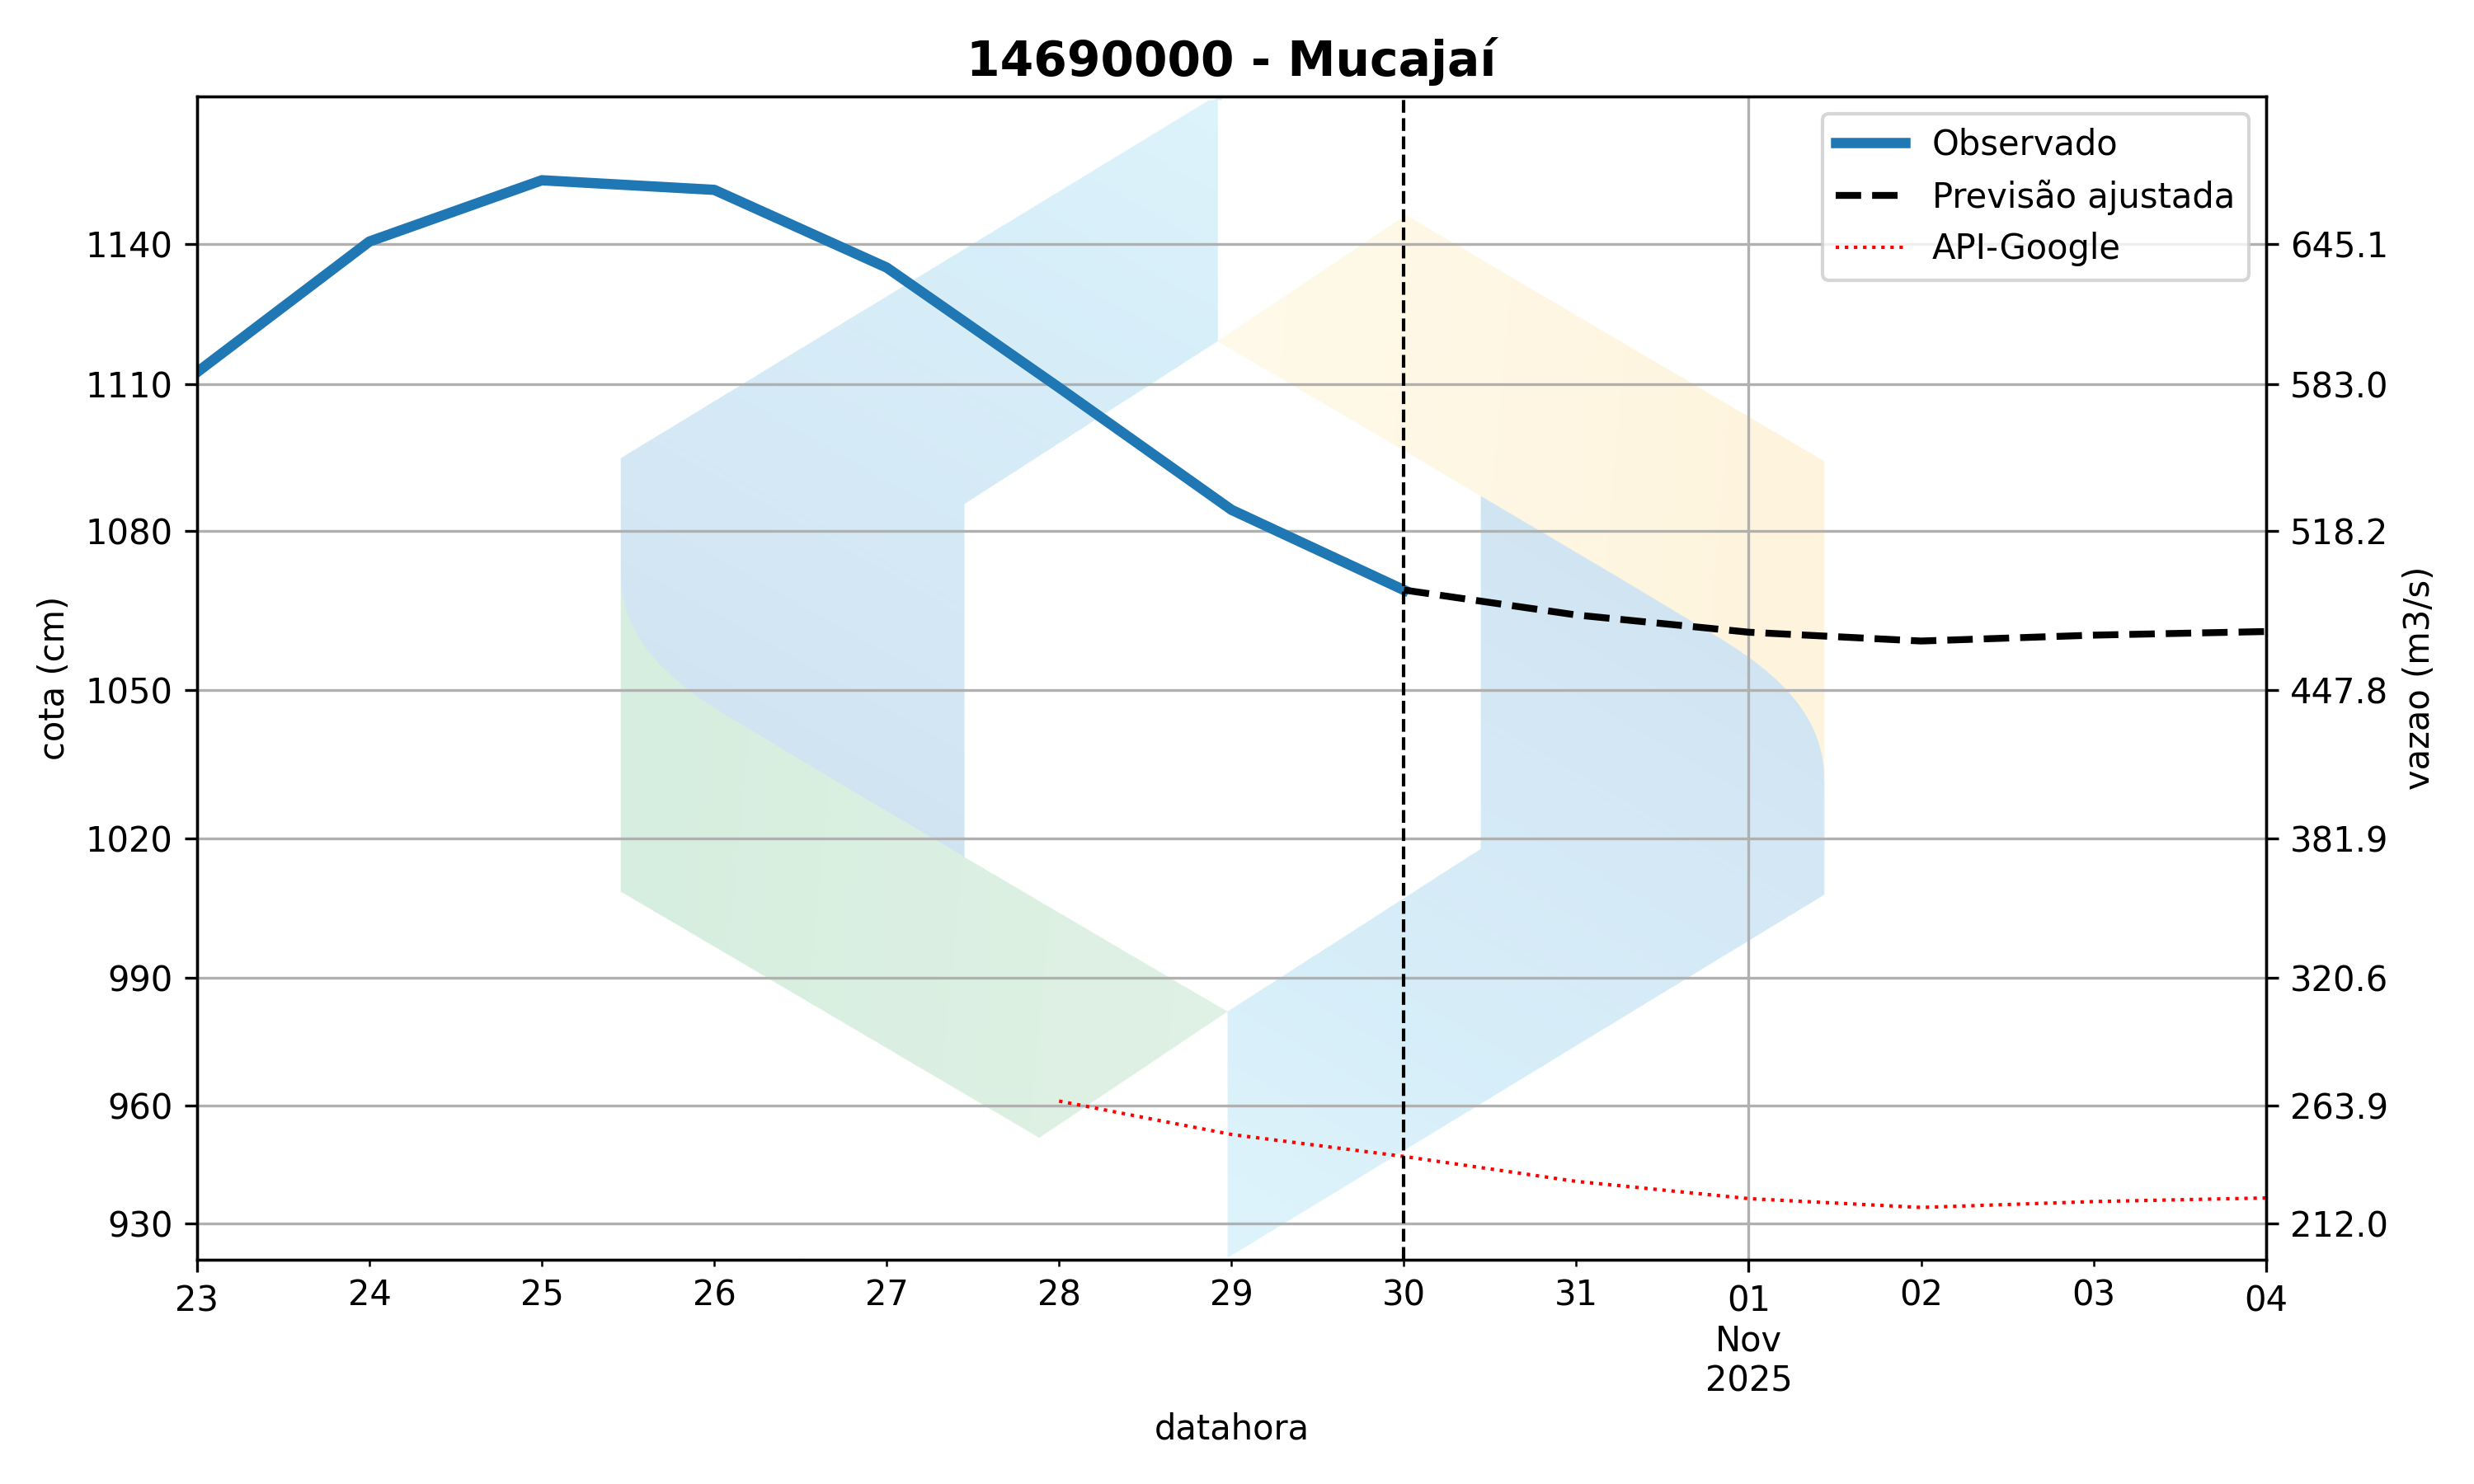 14690000 - Mucajaí
Observado
Previsão ajustada
API-Google
cota (cm)
1140
1110
1080
1050
1020
990
960
930
645.1
583.0
518.2
447.8
381.9
320.6
263.9
212.0
vazao (m3/s)
23 24 25 26 27 28 29 30 31 01 02 03 04
Nov
2025
datahora